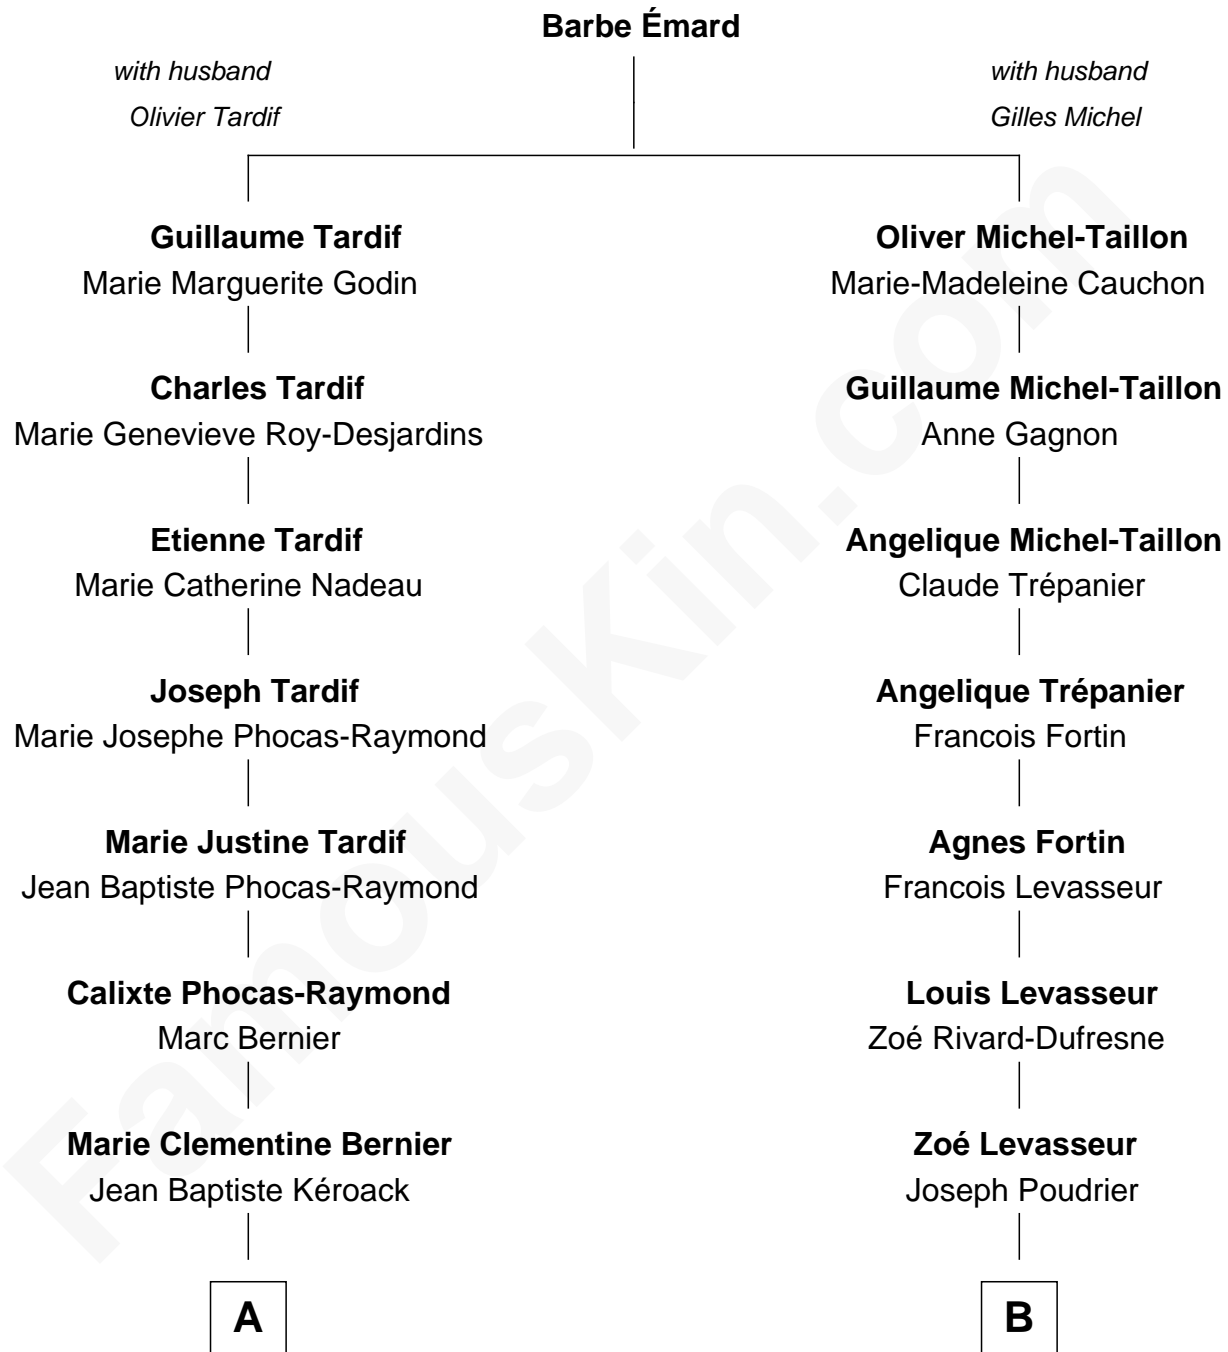 Barbe Émard
with husband
Olivier Tardif
with husband
Gilles Michel
Guillaume Tardif
Marie Marguerite Godin
Oliver Michel-Taillon
Marie-Madeleine Cauchon
Charles Tardif
Marie Genevieve Roy-Desjardins
Guillaume Michel-Taillon
Anne Gagnon
Etienne Tardif
Marie Catherine Nadeau
Angelique Michel-Taillon
Claude Trépanier
Joseph Tardif
Marie Josephe Phocas-Raymond
Angelique Trépanier
Francois Fortin
Marie Justine Tardif
Jean Baptiste Phocas-Raymond
Agnes Fortin
Francois Levasseur
Calixte Phocas-Raymond
Marc Bernier
Louis Levasseur
Zoé Rivard-Dufresne
Marie Clementine Bernier
Jean Baptiste Kéroack
Zoé Levasseur
Joseph Poudrier
A
B
FamousKin.com